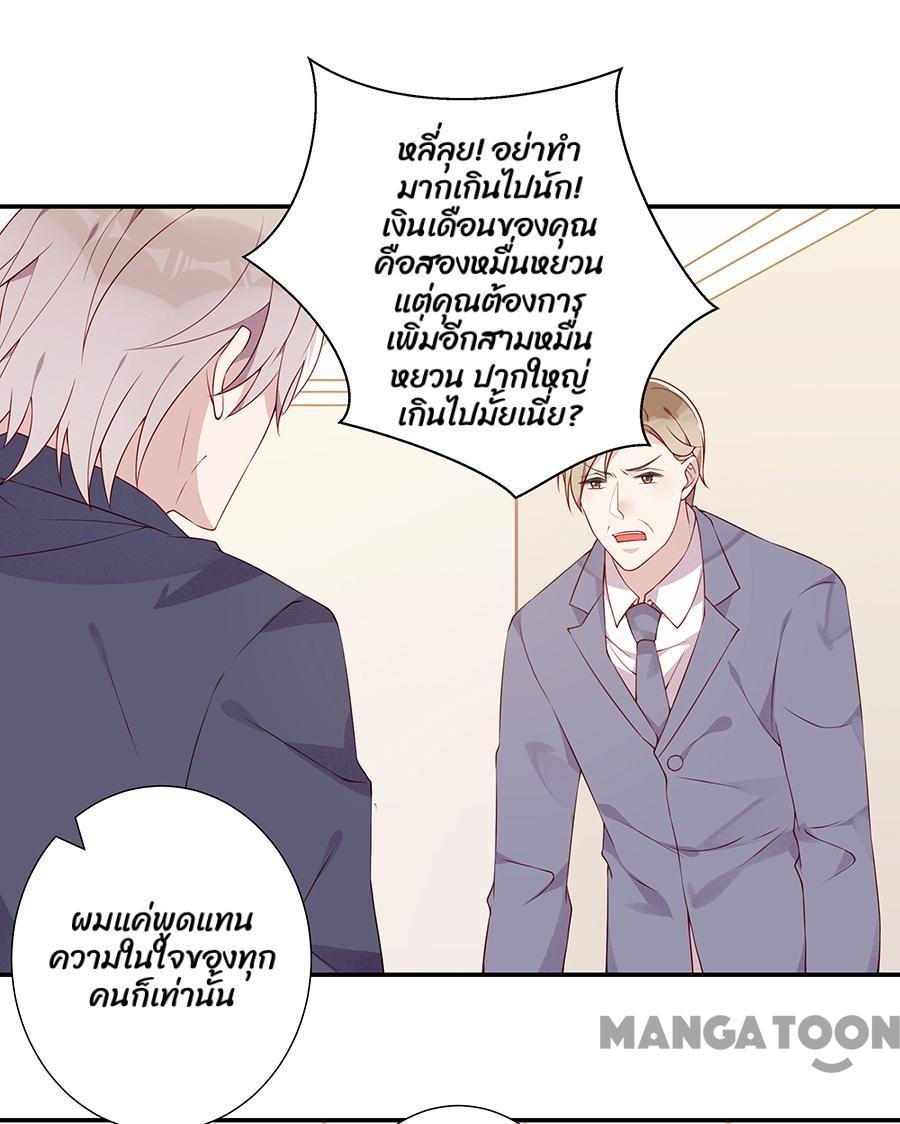 หลี่ลุย! อย่าทำ
มากเกินไปนัก!
เงินเดือนของคุณ
คือสองหมื่นหยวน
แต่คุณต้องการ
เพิ่มอีกสามหมื่น
หยวน ปากใหญ่
เกินไปมั้ยเนี่ย?
ผมแค่พูดแทน
ความในใจของทุก
คนก็เท่านั้น
MANGATOON